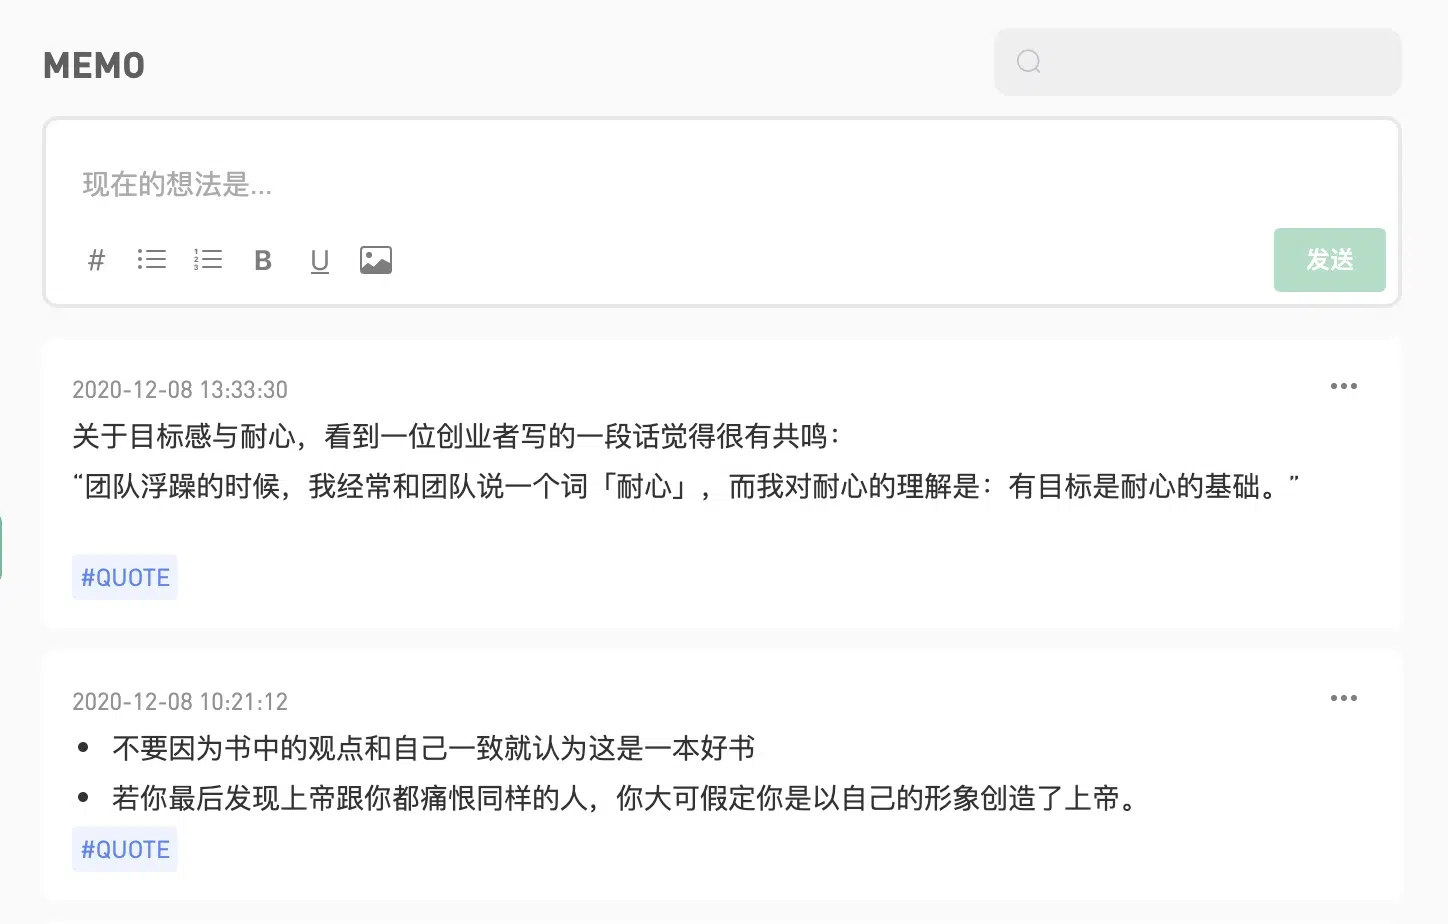 MEMO
现在的想法是...
# B U
发送
2020-12-08 13:33:30
关于目标感与耐心，看到一位创业者写的一段话觉得很有共鸣：
“团队浮躁的时候，我经常和团队说一个词「耐心」，而我对耐心的理解是：有目标是耐心的基础。”
#QUOTE
2020-12-08 10:21:12
• 不要因为书中的观点和自己一致就认为这是一本好书
• 若你最后发现上帝跟你都痛恨同样的人，你大可假定你是以自己的形象创造了上帝。
#QUOTE